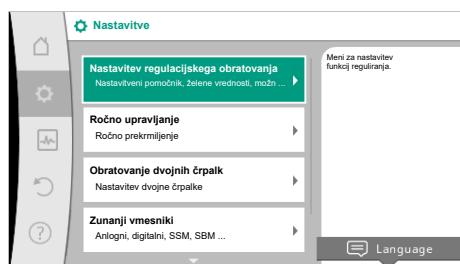 Nastavitve
Nastavitev regulacijskega obratovanja
Nastavitveni pomočnik, želene vrednosti, možn ...
Ročno upravljanje
Ročno prekrmiljenje
Obratovanje dvojnih črpalk
Nastavitev dvojne črpalke
Zunanji vmesniki
Anlogni, digitalni, SSM, SBM ...
Meni za nastavitev
funkcij reguliranja.
Language